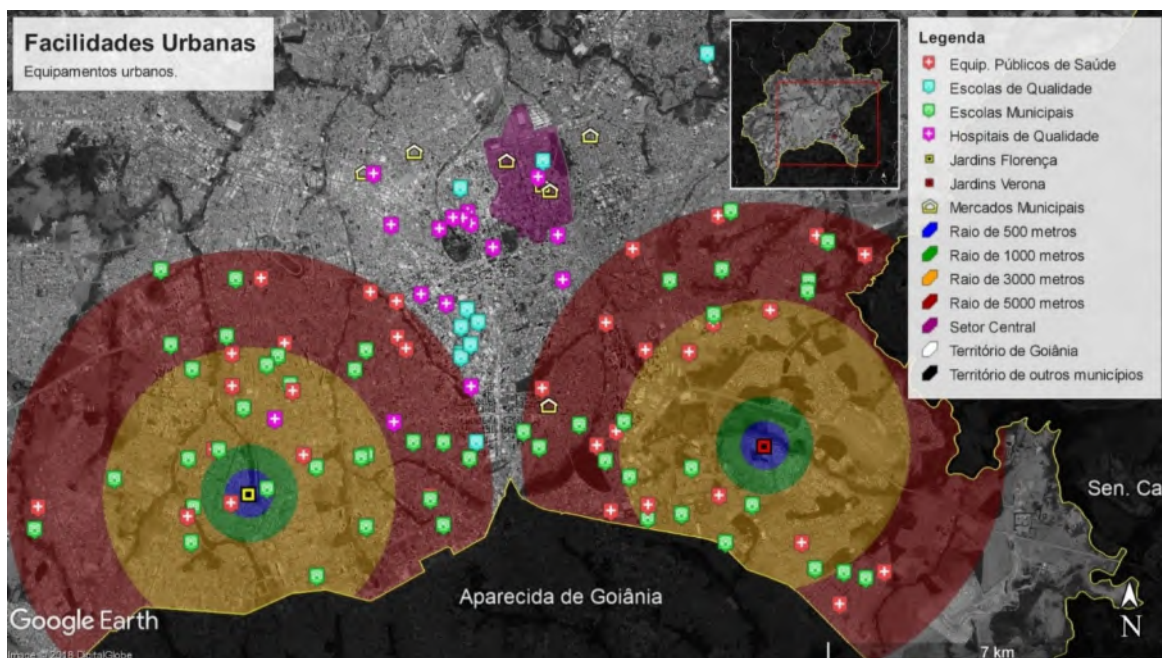 Facilidades Urbanas
Equipamentos urbanos.
Legenda
Equip. Públicos de Saúde
Escolas de Qualidade
Escolas Municipais
Hospitais de Qualidade
Jardins Florença
Jardins Verona
Mercados Municipais
Raio de 500 metros
Raio de 1000 metros
Raio de 3000 metros
Raio de 5000 metros
Setor Central
Território de Goiânia
Território de outros municípios
Sen. Ca
Aparecida de Goiânia
Google Earth
Image © 2018 DigitalGlobe
N
7 km